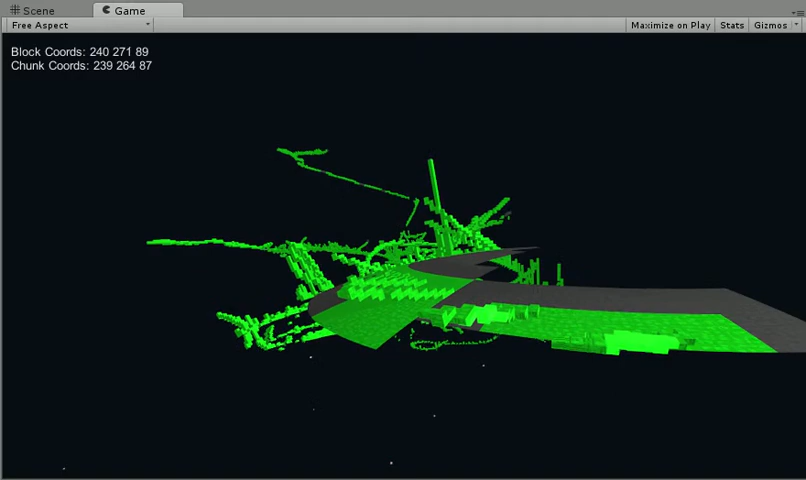 Scene
Game
Free Aspect
Maximize on Play
Stats
Gizmos
Block Coords: 240 271 89
Chunk Coords: 239 264 87